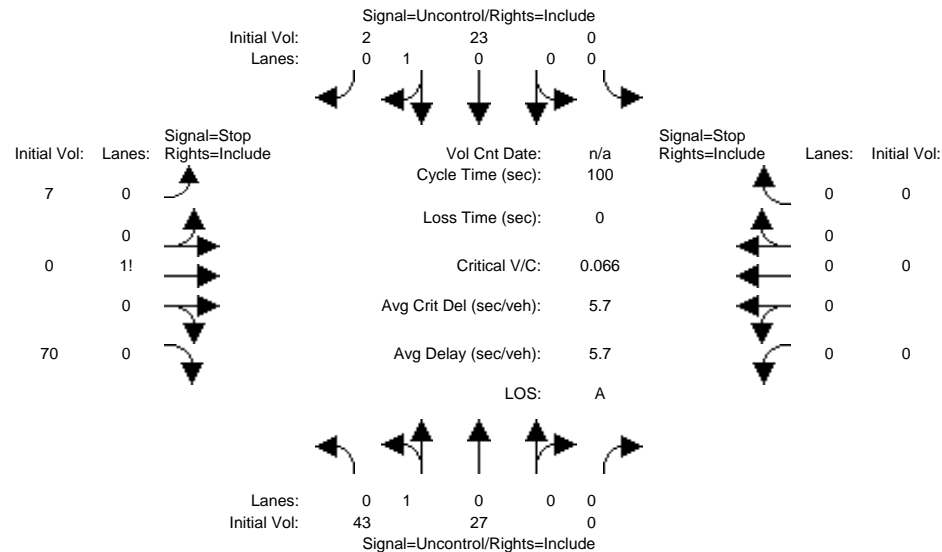 Signal=Uncontrol/Rights=Include
Initial Vol: 2 23 0
Lanes: 0 1 0 0 0
Signal=Stop Signal=Stop
Initial Vol: Lanes: Rights=Include Vol Cnt Date: n/a Rights=Include Lanes: Initial Vol:
Cycle Time (sec): 100
7 0 0 0
Loss Time (sec): 0
0 0
0 1! Critical V/C: 0.066 0 0
0 Avg Crit Del (sec/veh): 5.7 0
70 0 Avg Delay (sec/veh): 5.7 0 0
LOS: A
Lanes: 0 1 0 0 0
Initial Vol: 43 27 0
Signal=Uncontrol/Rights=Include